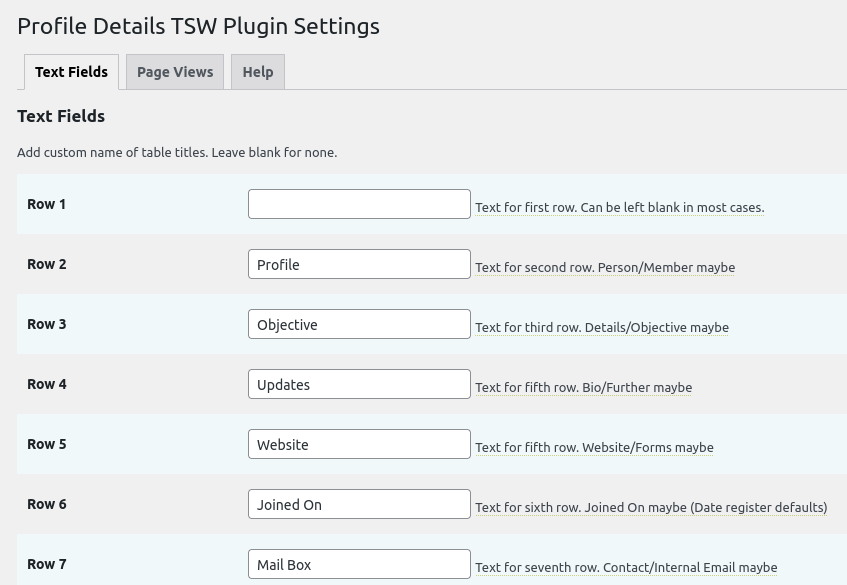 Profile Details TSW Plugin Settings
Text Fields Page Views Help
Text Fields
Add custom name of table titles. Leave blank for none.
Row 1 Text for first row. Can be left blank in most cases.
Row 2 Profile Text for second row. Person/Member maybe
Row 3 Objective Text for third row. Details/Objective maybe
Row 4 Updates Text for fifth row. Bio/Further maybe
Row 5 Website Text for fifth row. Website/Forms maybe
Row 6 Joined On Text for sixth row. Joined On maybe (Date register defaults)
Row 7 Mail Box Text for seventh row. Contact/Internal Email maybe